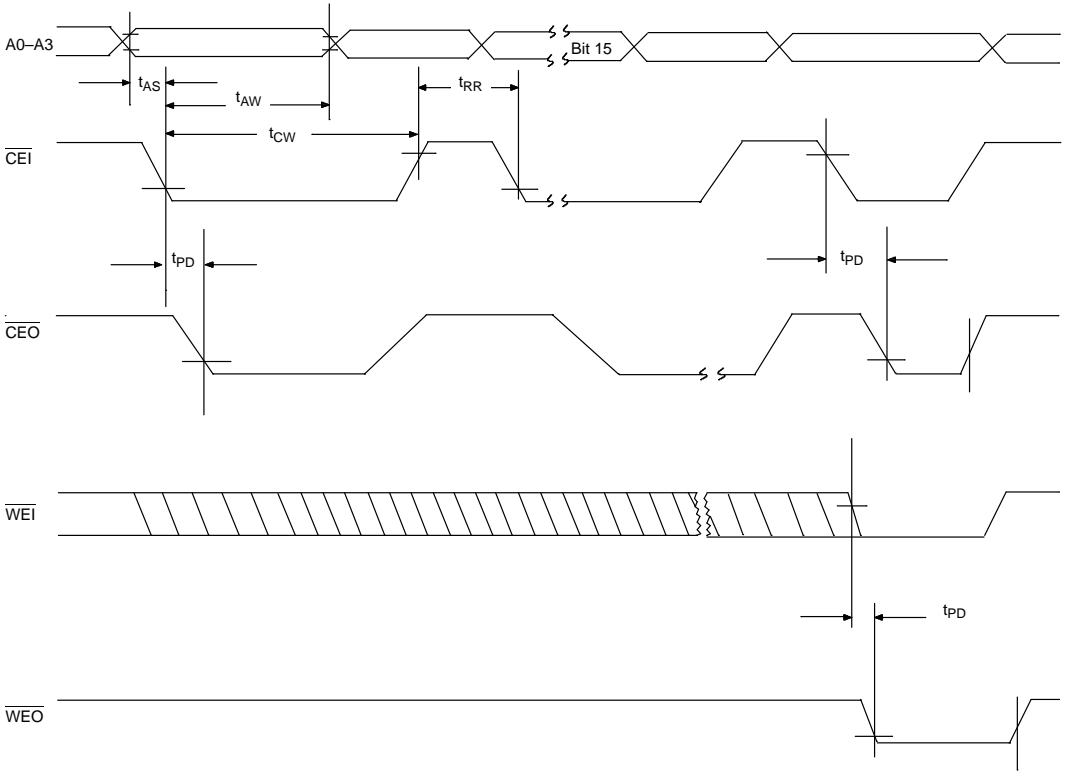 A0–A3
Bit 15
tAS
tRR
tAW
tCW
CEI
tPD
tPD
CEO
WEI
tPD
WEO